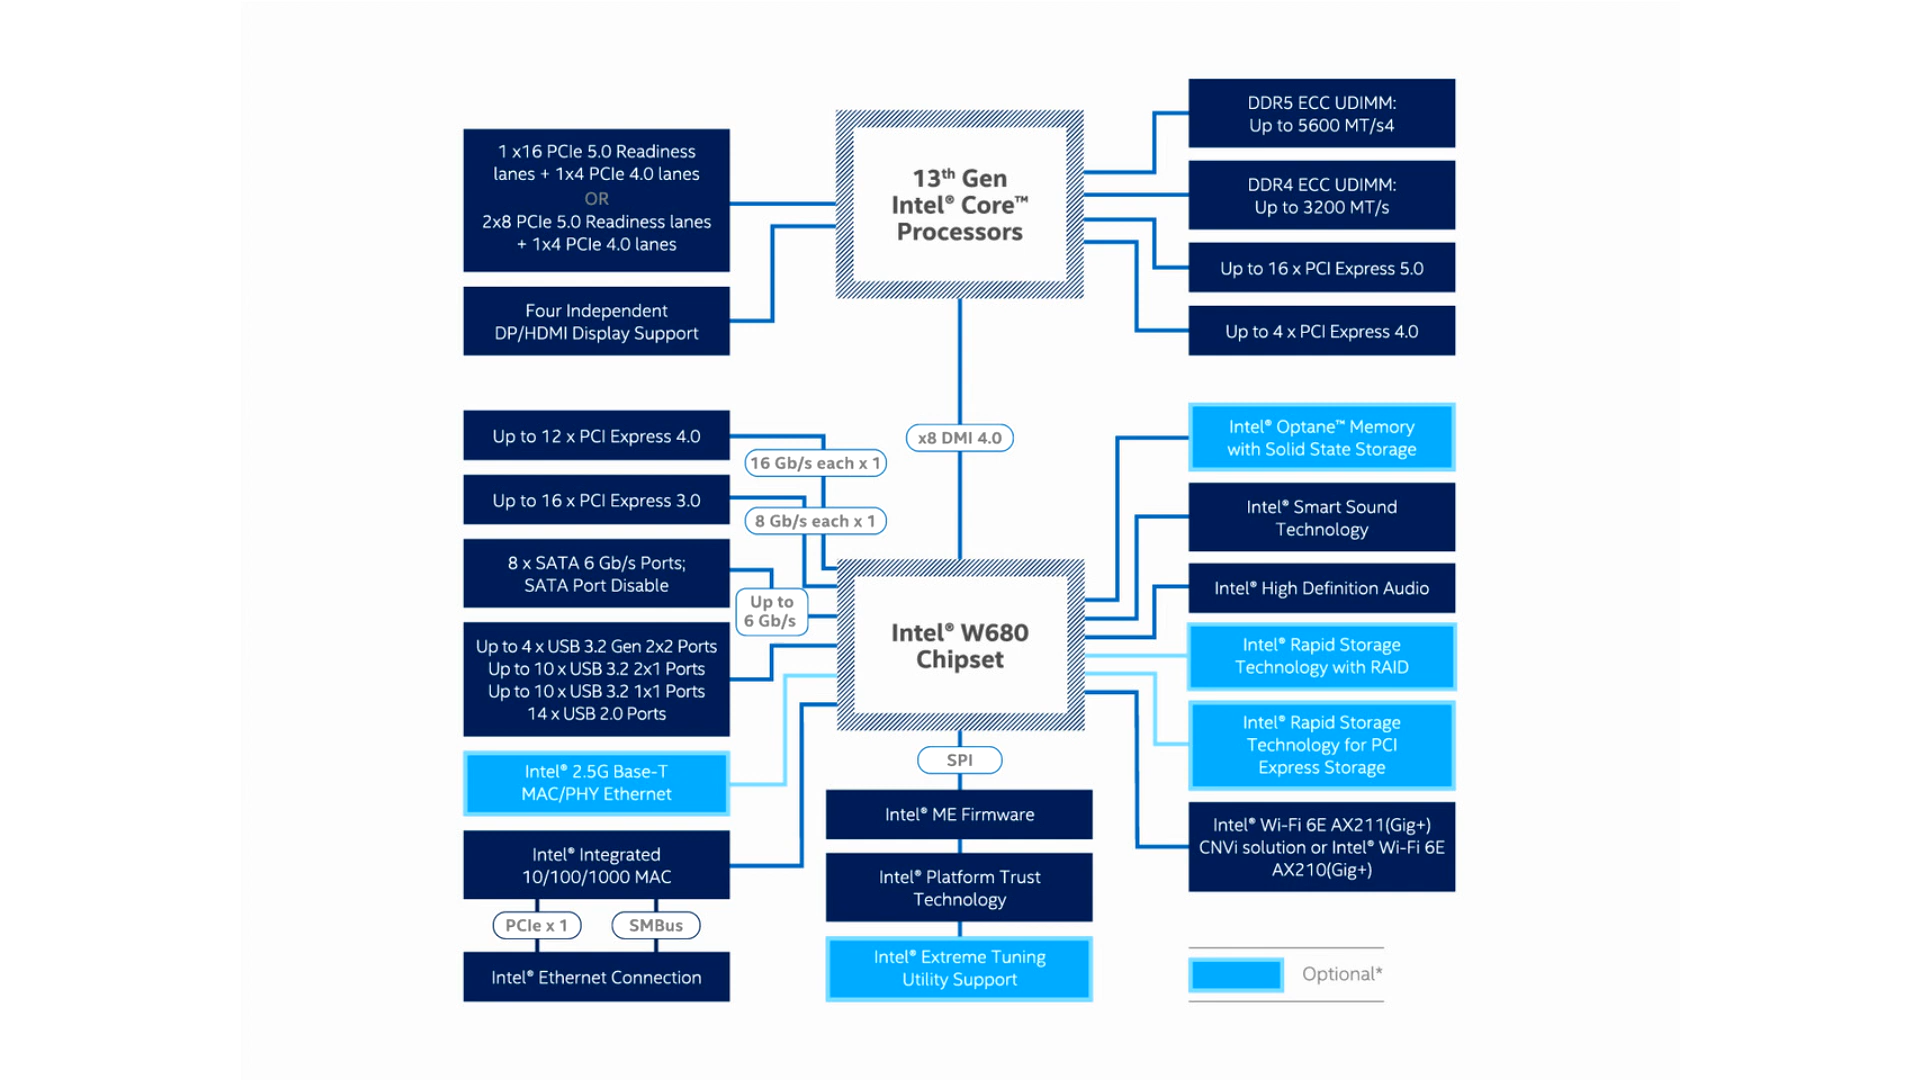 1 x16 PCIe 5.0 Readiness
lanes + 1x4 PCIe 4.0 lanes
OR
2x8 PCIe 5.0 Readiness lanes
+ 1x4 PCIe 4.0 lanes
Four Independent
DP/HDMI Display Support
13th Gen
Intel® Core™
Processors
DDR5 ECC UDIMM:
Up to 5600 MT/s4
DDR4 ECC UDIMM:
Up to 3200 MT/s
Up to 16 x PCI Express 5.0
Up to 4 x PCI Express 4.0
x8 DMI 4.0
Up to 12 x PCI Express 4.0
16 Gb/s each x 1
Up to 16 x PCI Express 3.0
8 Gb/s each x 1
8 x SATA 6 Gb/s Ports;
SATA Port Disable
Up to
6 Gb/s
Up to 4 x USB 3.2 Gen 2x2 Ports
Up to 10 x USB 3.2 2x1 Ports
Up to 10 x USB 3.2 1x1 Ports
14 x USB 2.0 Ports
Intel® 2.5G Base-T
MAC/PHY Ethernet
Intel® Integrated
10/100/1000 MAC
PCIe x 1
SMBus
Intel® Ethernet Connection
Intel® W680
Chipset
SPI
Intel® ME Firmware
Intel® Platform Trust
Technology
Intel® Extreme Tuning
Utility Support
Intel® Optane™ Memory
with Solid State Storage
Intel® Smart Sound
Technology
Intel® High Definition Audio
Intel® Rapid Storage
Technology with RAID
Intel® Rapid Storage
Technology for PCI
Express Storage
Intel® Wi-Fi 6E AX211(Gig+)
CNVi solution or Intel® Wi-Fi 6E
AX210(Gig+)
Optional*